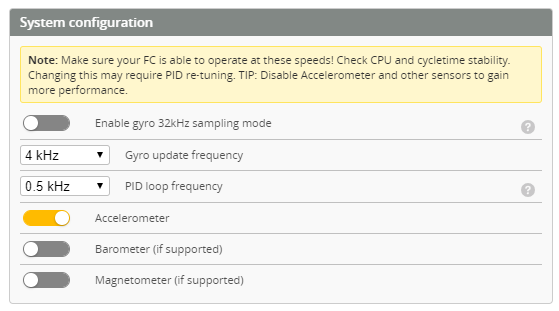 System configuration
Note: Make sure your FC is able to operate at these speeds! Check CPU and cycletime stability.
Changing this may require PID re-tuning. TIP: Disable Accelerometer and other sensors to gain
more performance.
Enable gyro 32kHz sampling mode
?
4 kHz Gyro update frequency
0.5 kHz PID loop frequency
?
Accelerometer
Barometer (if supported)
Magnetometer (if supported)